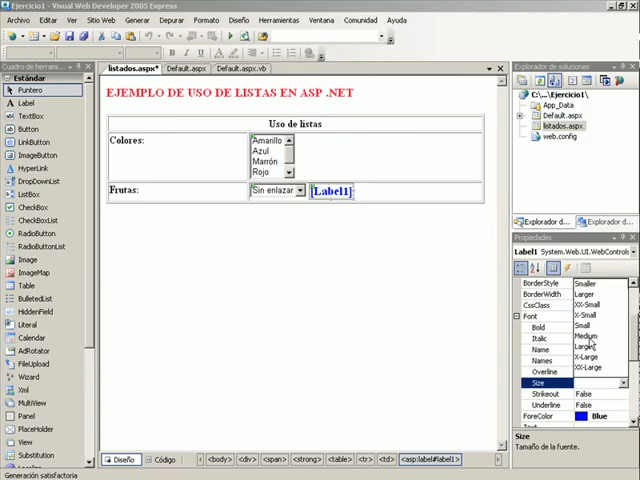 Ejercicio1 - Visual Web Developer 2005 Express
Archivo Editar Ver Sitio Web Generar Depurar Formato Diseño Herramientas Ventana Comunidad Ayuda
Cuadro de herrami...
Estándar
Puntero
Label
TextBox
Button
LinkButton
ImageButton
HyperLink
DropDownList
ListBox
CheckBox
CheckBoxList
RadioButton
RadioButtonList
Image
ImageMap
Table
BulletedList
HiddenField
Literal
Calendar
AdRotator
FileUpload
Wizard
Xml
MultiView
Panel
PlaceHolder
View
Substitution
listados.aspx* Default.aspx Default.aspx.vb
EJEMPLO DE USO DE LISTAS EN ASP .NET
Uso de listas
Colores:
Amarillo
Azul
Marrón
Rojo
Frutas:
Sin enlazar
[Label1]
Diseño Código <body> <div> <span> <strong> <table> <tr> <td> <asp:label#label1>
Explorador de soluciones
C:\...\Ejercicio1\
App_Data
Default.aspx
listados.aspx
web.config
Explorador d... Explorador de...
Propiedades
Label1 System.Web.UI.WebControls
BorderStyle
BorderWidth
CssClass
Font
Bold
Italic
Name
Names
Overline
Size
Strikeout False
Underline False
ForeColor Blue
Smaller
Larger
XX-Small
X-Small
Small
Medium
Large
X-Large
XX-Large
Size
Tamaño de la fuente.
Generación satisfactoria